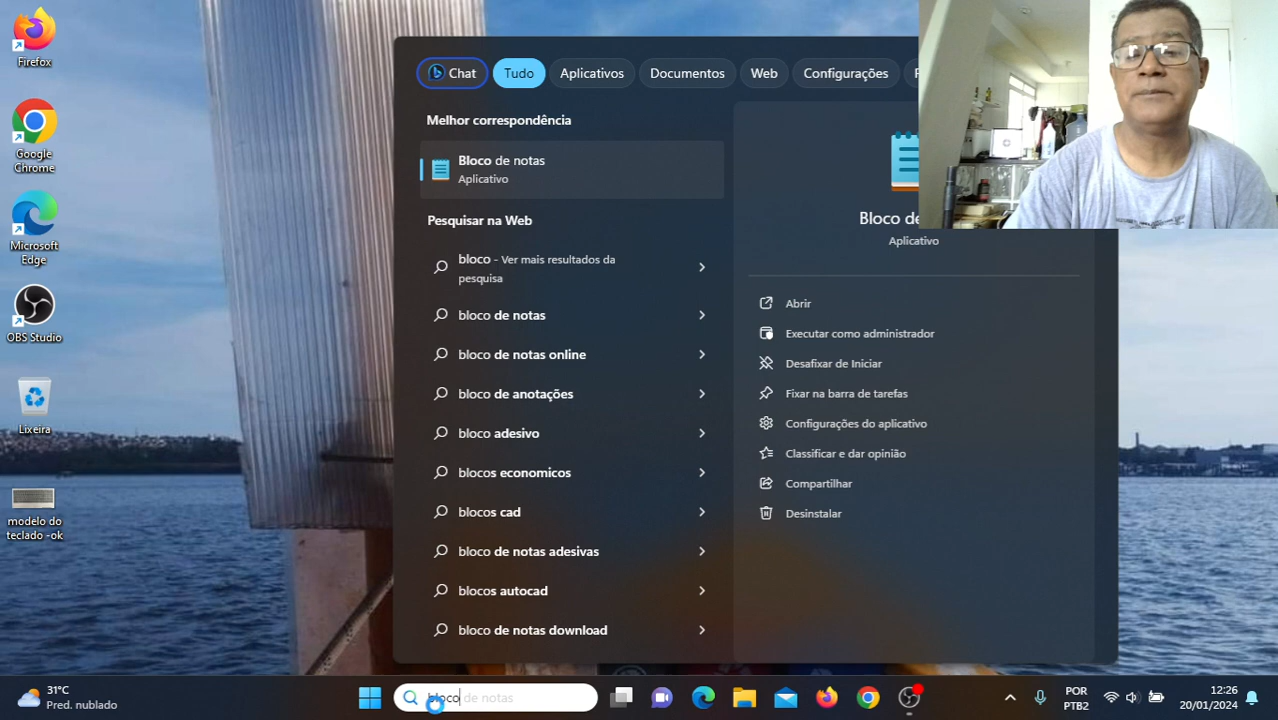 Firefox
Google
Chrome
Microsoft
Edge
OBS Studio
Lixeira
modelo do
teclado -ok
Chat
Tudo
Aplicativos
Documentos
Web
Configurações
Melhor correspondência
Bloco de notas
Aplicativo
Pesquisar na Web
bloco - Ver mais resultados da
pesquisa
bloco de notas
bloco de notas online
bloco de anotações
bloco adesivo
blocos economicos
blocos cad
bloco de notas adesivas
blocos autocad
bloco de notas download
Bloco de
Aplicativo
Abrir
Executar como administrador
Desafixar de Iniciar
Fixar na barra de tarefas
Configurações do aplicativo
Classificar e dar opinião
Compartilhar
Desinstalar
31°C
Pred. nublado
bloco de notas
POR
PTB2
12:26
20/01/2024